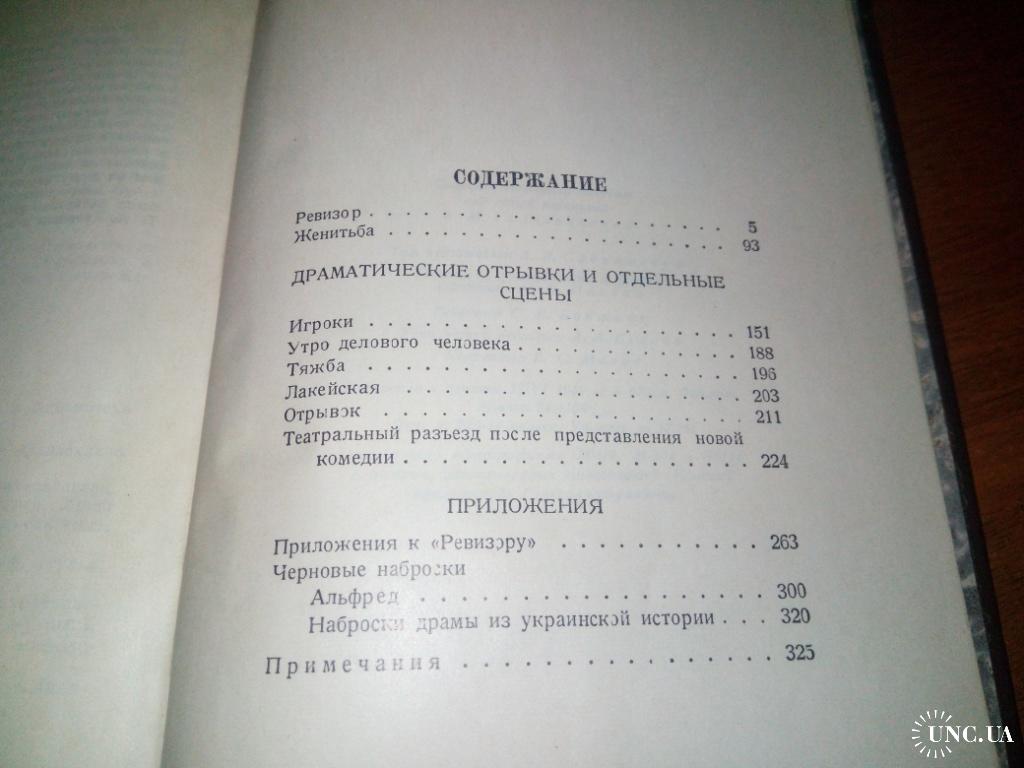 СОДЕРЖАНИЕ
Ревизор . . . . . . . . . . . . . . . . . . . . 5
Женитьба . . . . . . . . . . . . . . . . . . . 93
ДРАМАТИЧЕСКИЕ ОТРЫВКИ И ОТДЕЛЬНЫЕ
СЦЕНЫ
Игроки . . . . . . . . . . . . . . . . . . . . 151
Утро делового человека . . . . . . . . . . . . 188
Тяжба . . . . . . . . . . . . . . . . . . . . 196
Лакейская . . . . . . . . . . . . . . . . . . 203
Отрывок . . . . . . . . . . . . . . . . . . . 211
Театральный разъезд после представления новой
комедии . . . . . . . . . . . . . . . . . . . 224
ПРИЛОЖЕНИЯ
Приложения к «Ревизору» . . . . . . . . . . . 263
Черновые наброски
Альфред . . . . . . . . . . . . . . . . . . . 300
Наброски драмы из украинской истории . . . 320
Примечания . . . . . . . . . . . . . . . . . 325
UNC.UA